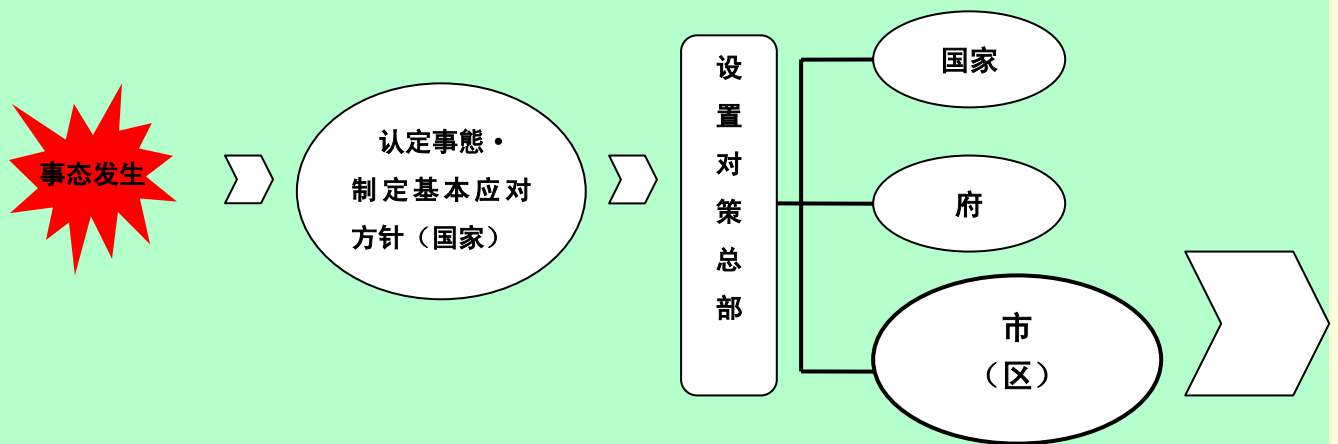 事态发生
认定事態・
制定基本应对
方针（国家）
设
置
对
策
总
部
国家
府
市
（区）